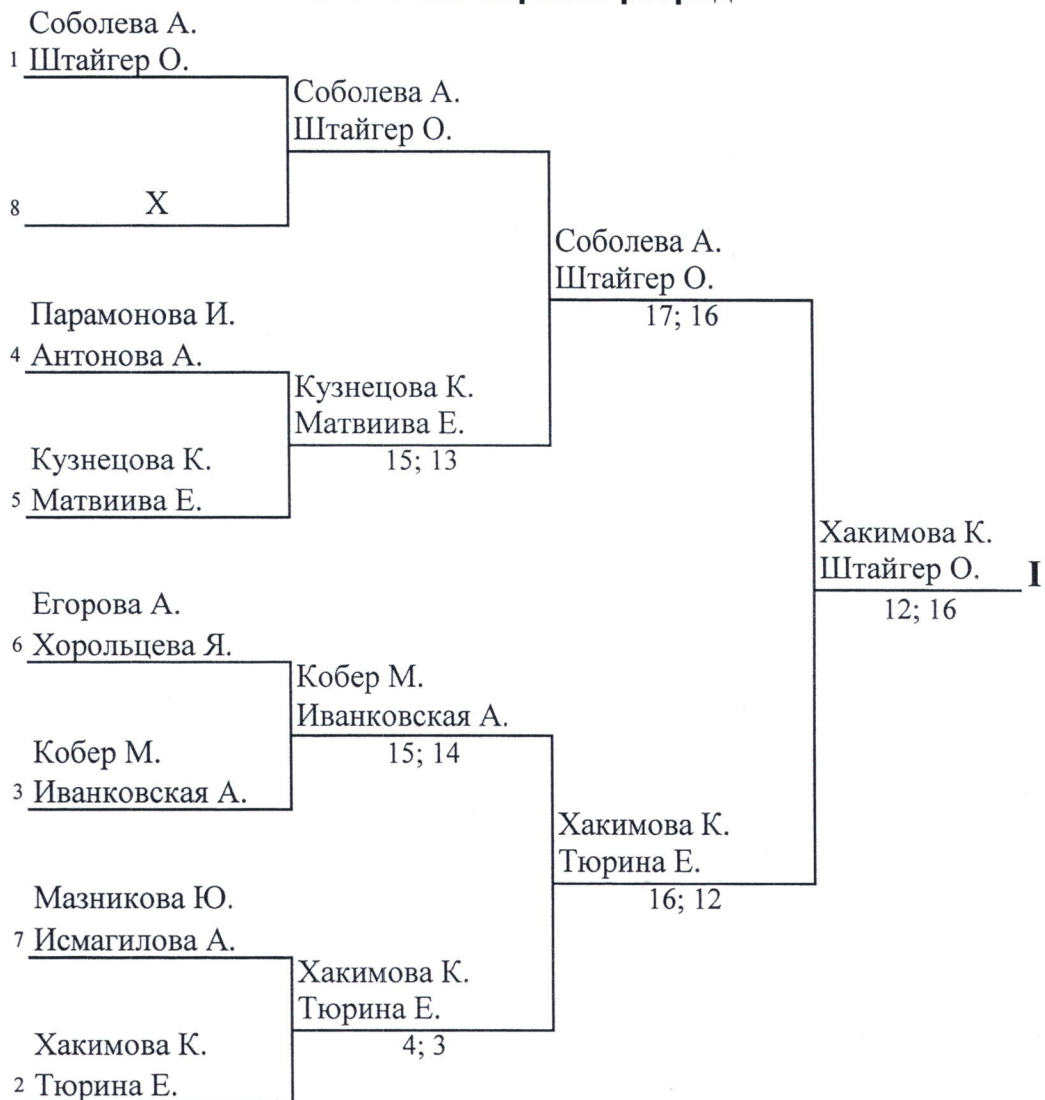 Соболева А.
1 Штайгер О.
Соболева А.
Штайгер О.
8 X
Соболева А.
Штайгер О.
17; 16
Парамонова И.
4 Антонова А.
Кузнецова К.
Матвиива Е.
15; 13
Кузнецова К.
5 Матвиива Е.
Хакимова К.
Штайгер О. I
12; 16
Егорова А.
6 Хорольцева Я.
Кобер М.
Иванковская А.
15; 14
Кобер М.
3 Иванковская А.
Хакимова К.
Тюрина Е.
16; 12
Мазникова Ю.
7 Исмагилова А.
Хакимова К.
Тюрина Е.
4; 3
Хакимова К.
2 Тюрина Е.